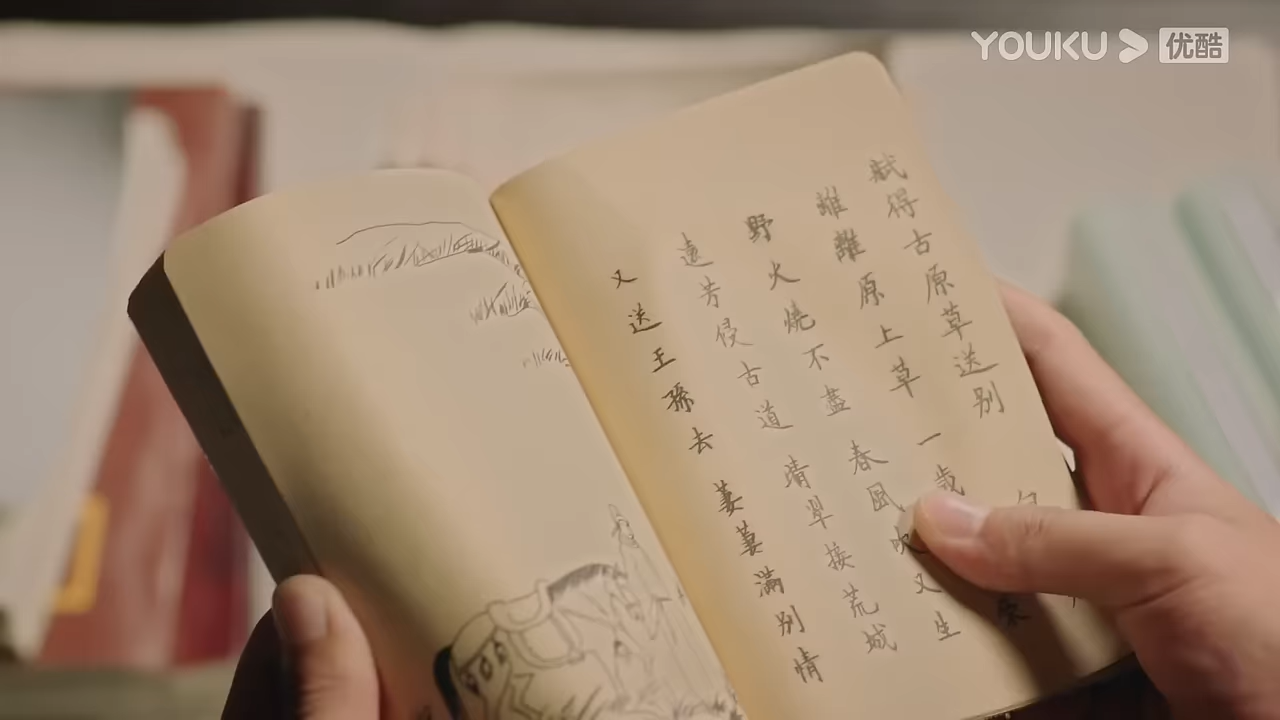 YOUKU 优酷
賦得古原草送别
離離原上草 一歲
野火燒不盡 春風吹又生
遠芳侵古道 晴翠接荒城
又送王孫去 萋萋滿别情